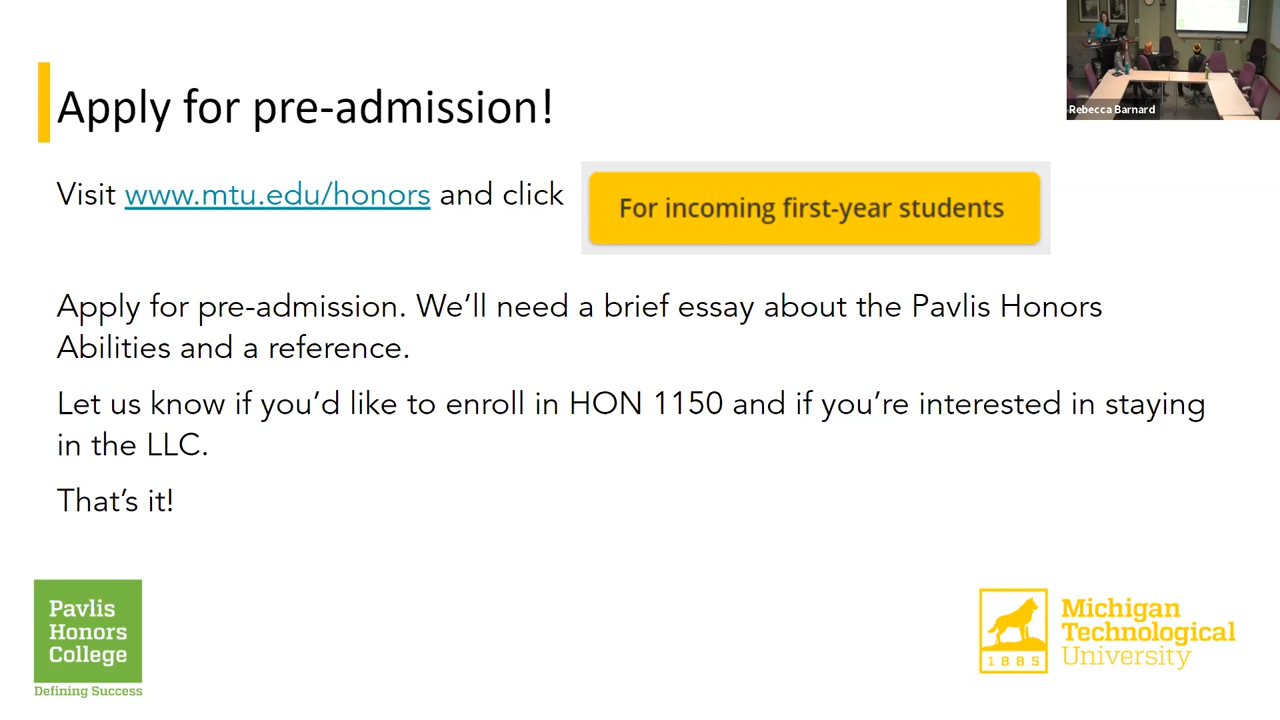 Apply for pre-admission!
Rebecca Barnard
Visit www.mtu.edu/honors and click
For incoming first-year students
Apply for pre-admission. We’ll need a brief essay about the Pavlis Honors
Abilities and a reference.
Let us know if you’d like to enroll in HON 1150 and if you’re interested in staying
in the LLC.
That’s it!
Pavlis
Honors
College
Defining Success
1885
Michigan
Technological
University